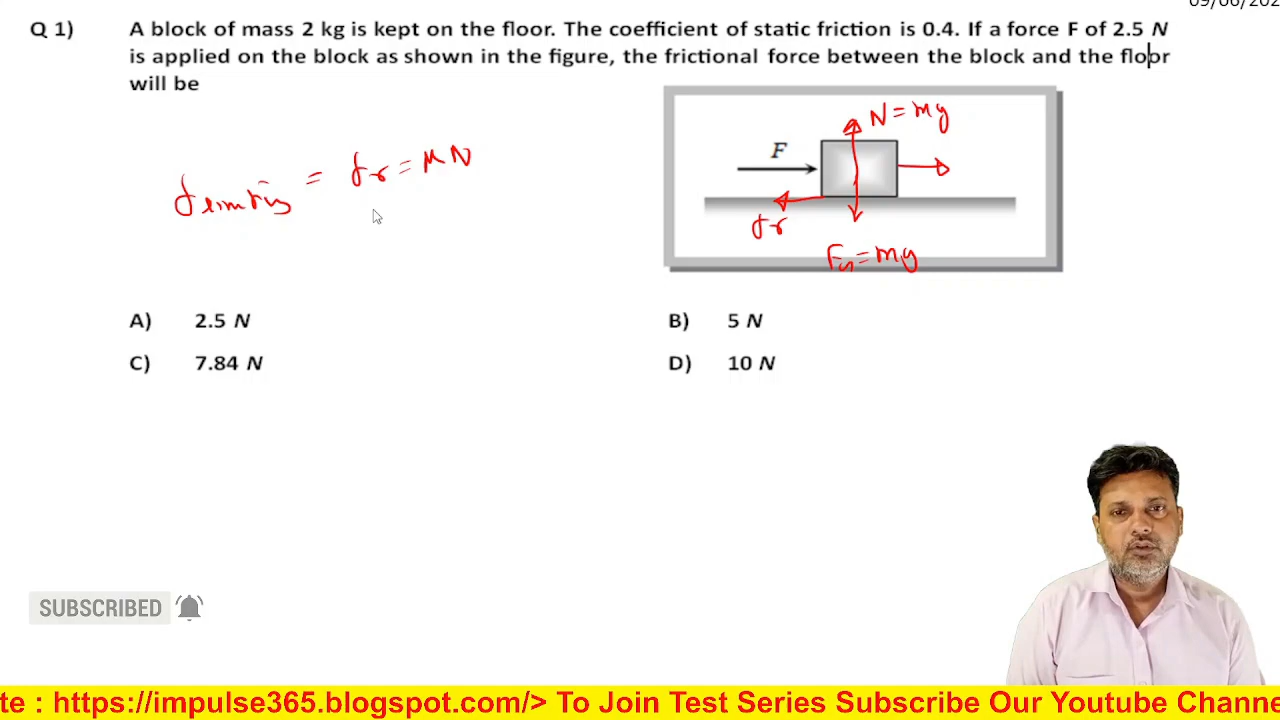 09/06/202
Q 1) A block of mass 2 kg is kept on the floor. The coefficient of static friction is 0.4. If a force F of 2.5 N
is applied on the block as shown in the figure, the frictional force between the block and the floor
will be
N = mg
F
f limiting = fr = μN
fr
Fg = mg
A) 2.5 N B) 5 N
C) 7.84 N D) 10 N
SUBSCRIBED
te : https://impulse365.blogspot.com/> To Join Test Series Subscribe Our Youtube Channe